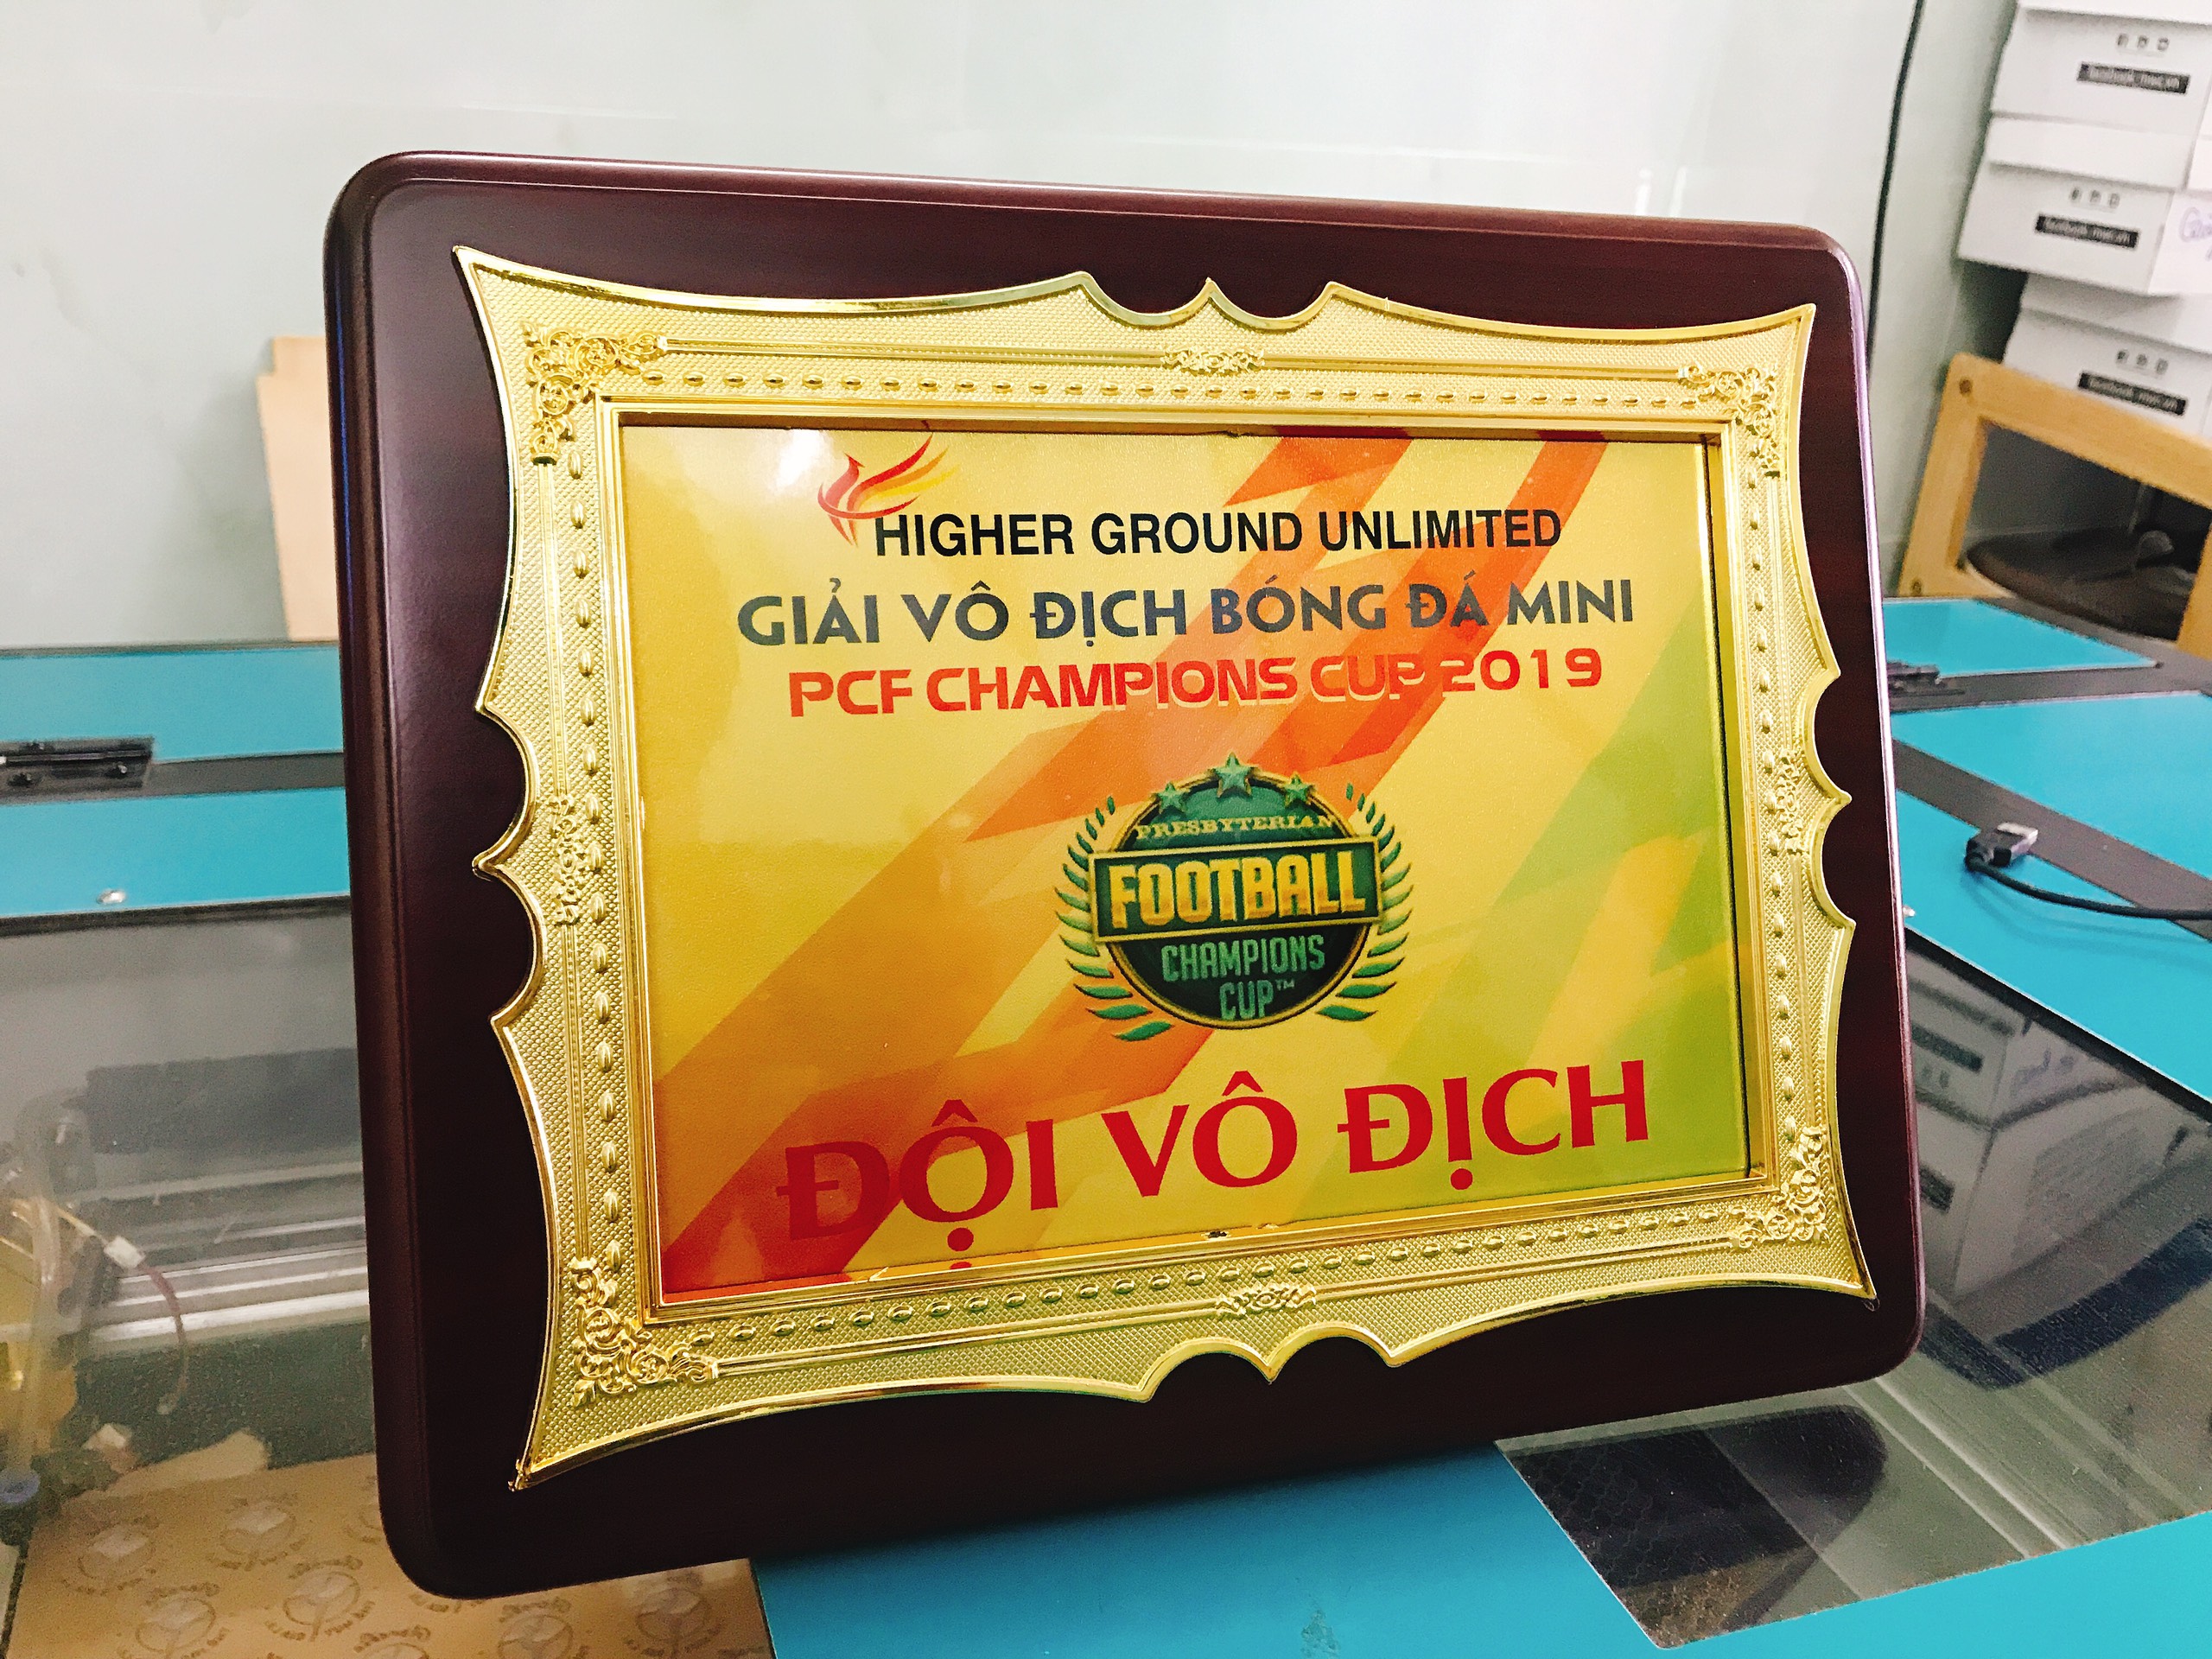 HIGHER GROUND UNLIMITED
GIẢI VÔ ĐỊCH BÓNG ĐÁ MINI
PCF CHAMPIONS CUP 2019
PRESBYTERIAN
FOOTBALL
CHAMPIONS
CUP™
ĐỘI VÔ ĐỊCH